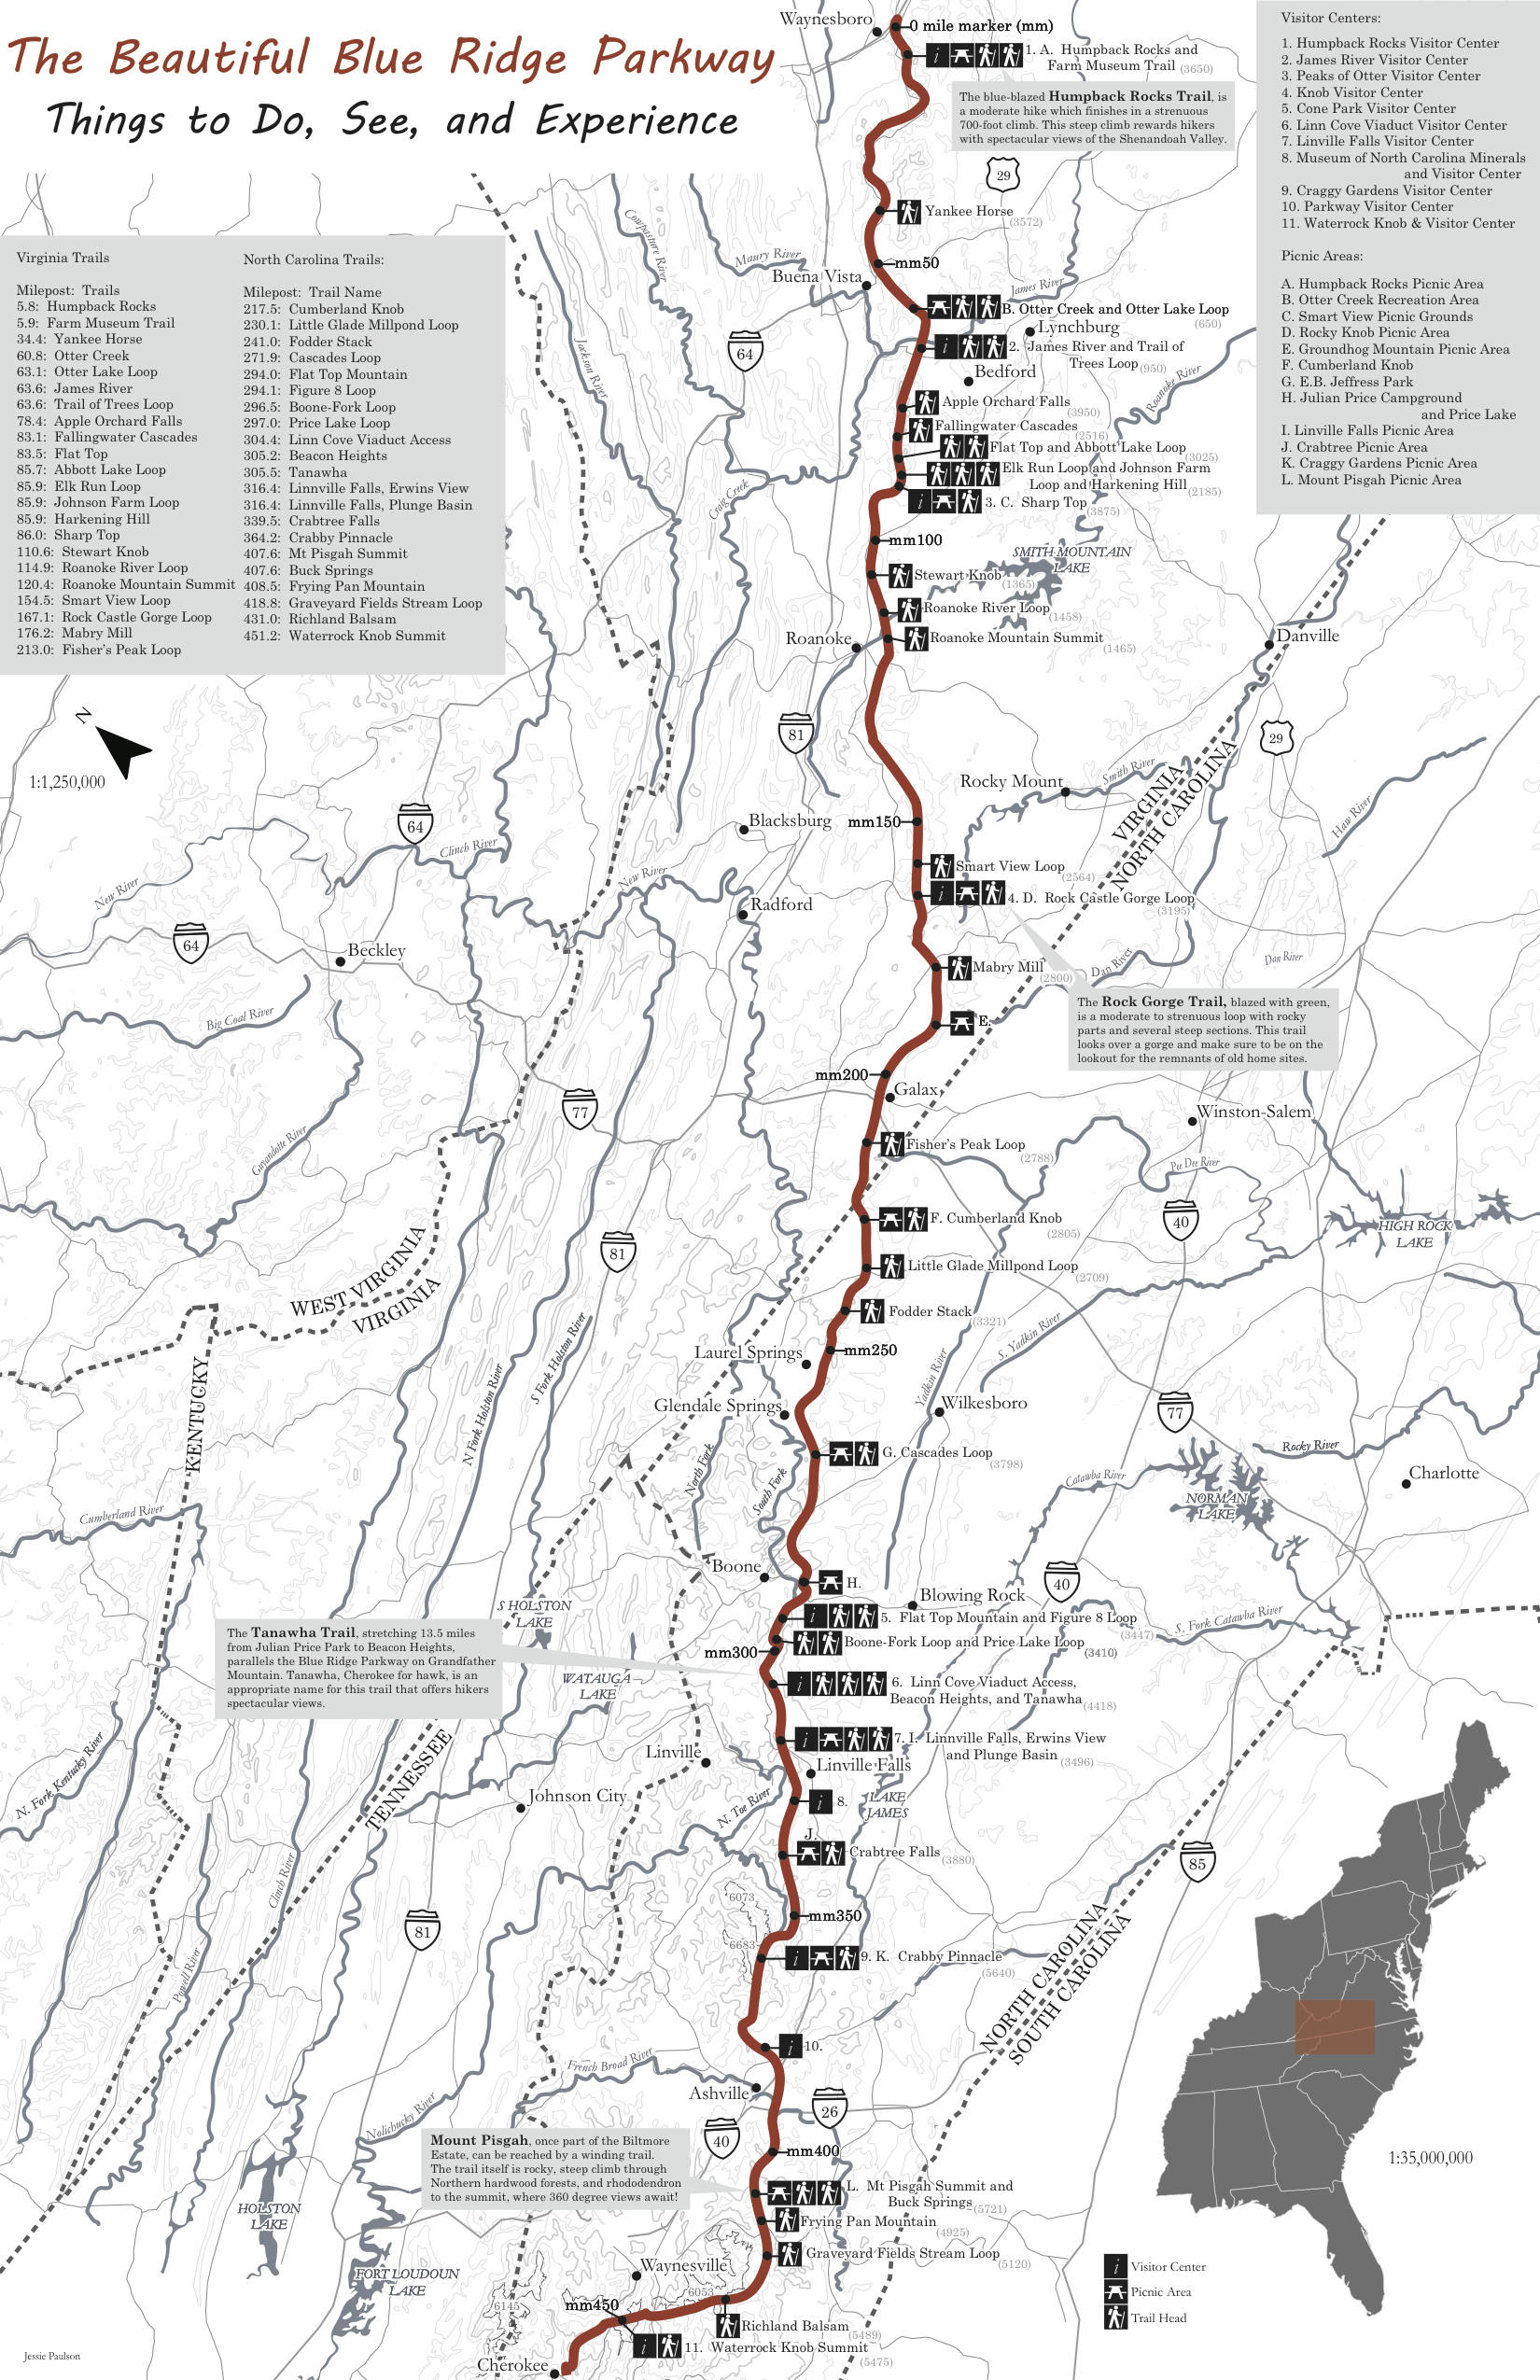 The Beautiful Blue Ridge Parkway
Things to Do, See, and Experience
Visitor Centers:
1. Humpback Rocks Visitor Center
2. James River Visitor Center
3. Peaks of Otter Visitor Center
4. Knob Visitor Center
5. Cone Park Visitor Center
6. Linn Cove Viaduct Visitor Center
7. Linville Falls Visitor Center
8. Museum of North Carolina Minerals
and Visitor Center
9. Craggy Gardens Visitor Center
10. Parkway Visitor Center
11. Waterrock Knob & Visitor Center
Picnic Areas:
A. Humpback Rocks Picnic Area
B. Otter Creek Recreation Area
C. Smart View Picnic Grounds
D. Rocky Knob Picnic Area
E. Groundhog Mountain Picnic Area
F. Cumberland Knob
G. E.B. Jeffress Park
H. Julian Price Campground
and Price Lake
I. Linville Falls Picnic Area
J. Crabtree Picnic Area
K. Craggy Gardens Picnic Area
L. Mount Pisgah Picnic Area
Virginia Trails
Milepost: Trails
5.8: Humpback Rocks
5.9: Farm Museum Trail
34.4: Yankee Horse
60.8: Otter Creek
63.1: Otter Lake Loop
63.6: James River
63.6: Trail of Trees Loop
78.4: Apple Orchard Falls
83.1: Fallingwater Cascades
83.5: Flat Top
85.7: Abbott Lake Loop
85.9: Elk Run Loop
85.9: Johnson Farm Loop
85.9: Harkening Hill
86.0: Sharp Top
110.6: Stewart Knob
114.9: Roanoke River Loop
120.4: Roanoke Mountain Summit
154.5: Smart View Loop
167.1: Rock Castle Gorge Loop
176.2: Mabry Mill
213.0: Fisher's Peak Loop
North Carolina Trails:
Milepost: Trail Name
217.5: Cumberland Knob
230.1: Little Glade Millpond Loop
241.0: Fodder Stack
271.9: Cascades Loop
294.0: Flat Top Mountain
294.1: Figure 8 Loop
296.5: Boone-Fork Loop
297.0: Price Lake Loop
304.4: Linn Cove Viaduct Access
305.2: Beacon Heights
305.5: Tanawha
316.4: Linnville Falls, Erwins View
316.4: Linnville Falls, Plunge Basin
339.5: Crabtree Falls
364.2: Crabby Pinnacle
407.6: Mt Pisgah Summit
407.6: Buck Springs
408.5: Frying Pan Mountain
418.8: Graveyard Fields Stream Loop
431.0: Richland Balsam
451.2: Waterrock Knob Summit
Waynesboro
0 mile marker (mm)
i
1. A. Humpback Rocks and
Farm Museum Trail (3650)
The blue-blazed Humpback Rocks Trail, is
a moderate hike which finishes in a strenuous
700-foot climb. This steep climb rewards hikers
with spectacular views of the Shenandoah Valley.
29
Yankee Horse
(3572)
Cowpasture River
Maury River
mm50
Buena Vista
James River
B. Otter Creek and Otter Lake Loop
(650)
Lynchburg
64
Jackson River
i
2. James River and Trail of
Trees Loop (950)
Bedford
Roanoke River
Apple Orchard Falls
(3950)
Fallingwater Cascades
(2516)
Flat Top and Abbott Lake Loop
(3025)
Elk Run Loop and Johnson Farm
Loop and Harkening Hill (2185)
Craig Creek
i
3. C. Sharp Top
(3875)
mm100
SMITH MOUNTAIN
LAKE
Stewart Knob (1365)
Roanoke River Loop
(1458)
Roanoke
Roanoke Mountain Summit
(1465)
Danville
N
1:1,250,000
81
29
Rocky Mount
Smith River
VIRGINIA
NORTH CAROLINA
Haw River
64
Clinch River
Blacksburg
mm150
New River
New River
Smart View Loop
(2564)
i
4. D. Rock Castle Gorge Loop
(3195)
Radford
64
Beckley
Mabry Mill
(2800)
Dan River
Dan River
Big Coal River
The Rock Gorge Trail, blazed with green,
is a moderate to strenuous loop with rocky
parts and several steep sections. This trail
looks over a gorge and make sure to be on the
lookout for the remnants of old home sites.
E.
mm200
Galax
77
Winston-Salem
Guyandotte River
Fisher's Peak Loop
(2788)
Pee Dee River
F. Cumberland Knob
(2805)
40
HIGH ROCK
LAKE
81
WEST VIRGINIA
VIRGINIA
Little Glade Millpond Loop
(2709)
Fodder Stack
(3321)
S. Yadkin River
Laurel Springs
mm250
KENTUCKY
N Fork Holston River
S Fork Holston River
Glendale Springs
Yadkin River
Wilkesboro
77
North Fork
South Fork
G. Cascades Loop
(3798)
Rocky River
Catawba River
Charlotte
NORMAN
LAKE
Cumberland River
Boone
H.
40
Blowing Rock
S HOLSTON
LAKE
i
5. Flat Top Mountain and Figure 8 Loop
(3447)
S. Fork Catawba River
The Tanawha Trail, stretching 13.5 miles
from Julian Price Park to Beacon Heights,
parallels the Blue Ridge Parkway on Grandfather
Mountain. Tanawha, Cherokee for hawk, is an
appropriate name for this trail that offers hikers
spectacular views.
Boone-Fork Loop and Price Lake Loop
(3410)
mm300
WATAUGA
LAKE
i
6. Linn Cove Viaduct Access,
Beacon Heights, and Tanawha
(4418)
i
7. I. Linnville Falls, Erwins View
and Plunge Basin
(3496)
Linville
Linville Falls
N. Fork Kentucky River
TENNESSEE
Johnson City
N. Toe River
i
8.
LAKE
JAMES
J.
Crabtree Falls
(3880)
85
Clinch River
6073
81
mm350
6683
i
9. K. Crabby Pinnacle
(5640)
NORTH CAROLINA
SOUTH CAROLINA
Powell River
i
10.
French Broad River
Ashville
26
Nolichucky River
40
mm400
1:35,000,000
Mount Pisgah, once part of the Biltmore
Estate, can be reached by a winding trail.
The trail itself is rocky, steep climb through
Northern hardwood forests, and rhododendron
to the summit, where 360 degree views await!
L. Mt Pisgah Summit and
Buck Springs
(5721)
Frying Pan Mountain
(4925)
HOLSTON
LAKE
Graveyard Fields Stream Loop
(5120)
FORT LOUDOUN
LAKE
Waynesville
6053
6145
mm450
Richland Balsam
(5489)
i
11. Waterrock Knob Summit
(5475)
Cherokee
i Visitor Center
Picnic Area
Trail Head
Jessie Paulson